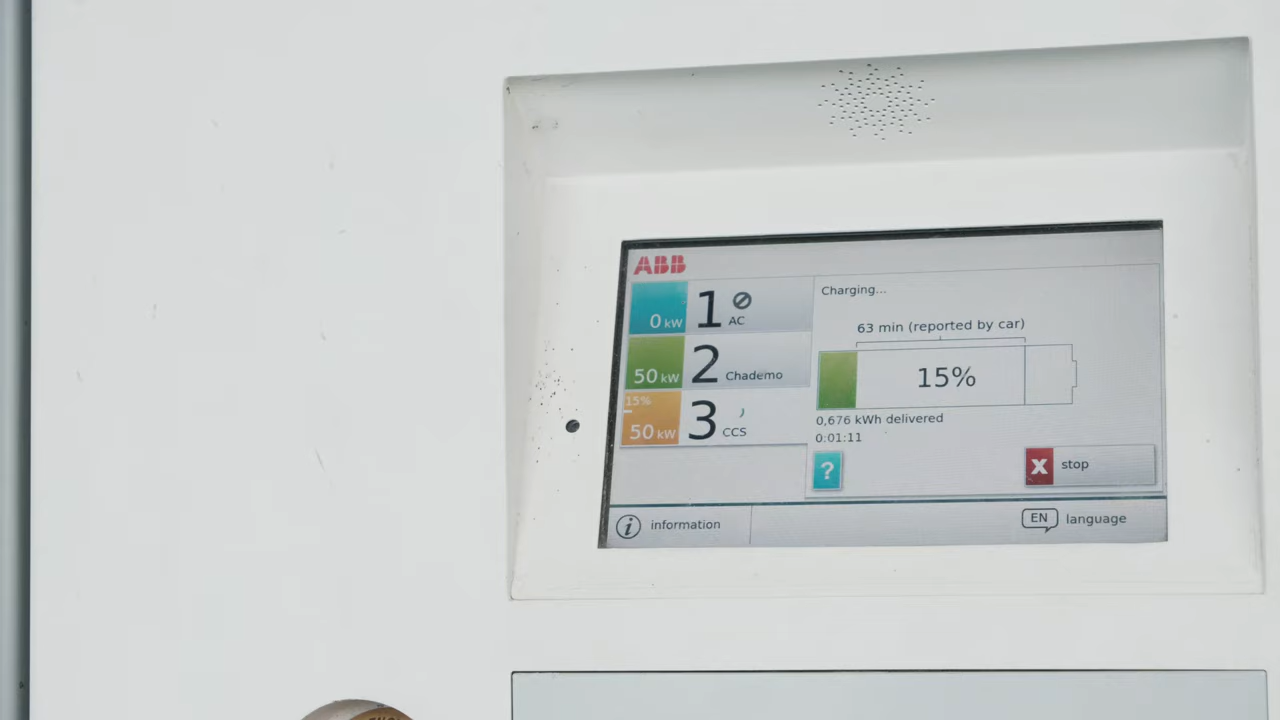 ABB
0 kW 1 AC
50 kW 2 Chademo
15%
50 kW 3 CCS
Charging...
63 min (reported by car)
15%
0,676 kWh delivered
0:01:11
?
X stop
i information
EN language